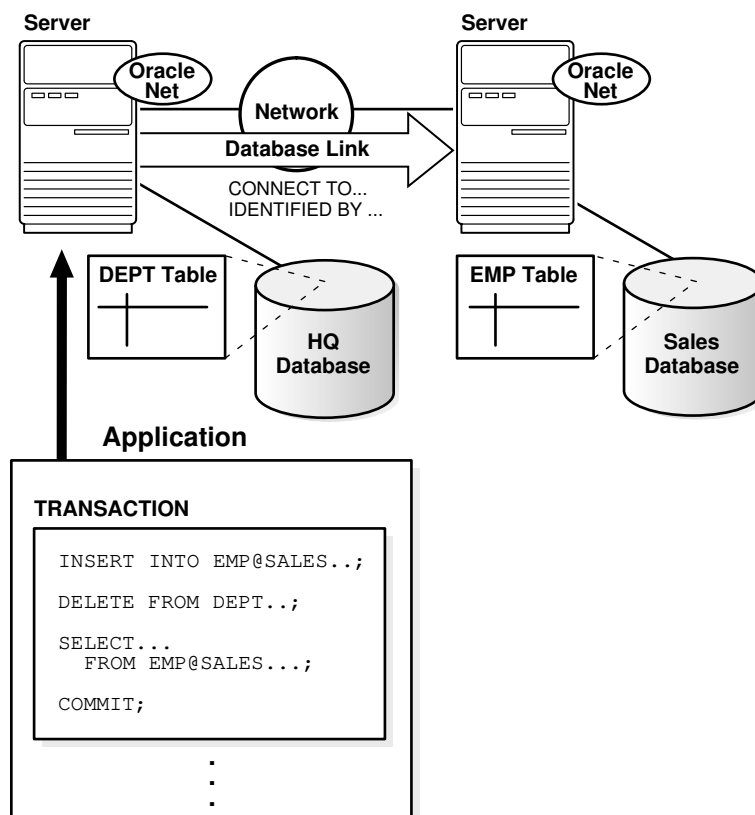 Server
Server
Oracle
Net
Oracle
Net
Network
Database Link
CONNECT TO...
IDENTIFIED BY ...
DEPT Table
EMP Table
HQ
Database
Sales
Database
Application
TRANSACTION
INSERT INTO EMP@SALES..;
DELETE FROM DEPT..;
SELECT...
FROM EMP@SALES...;
COMMIT;
.
.
.